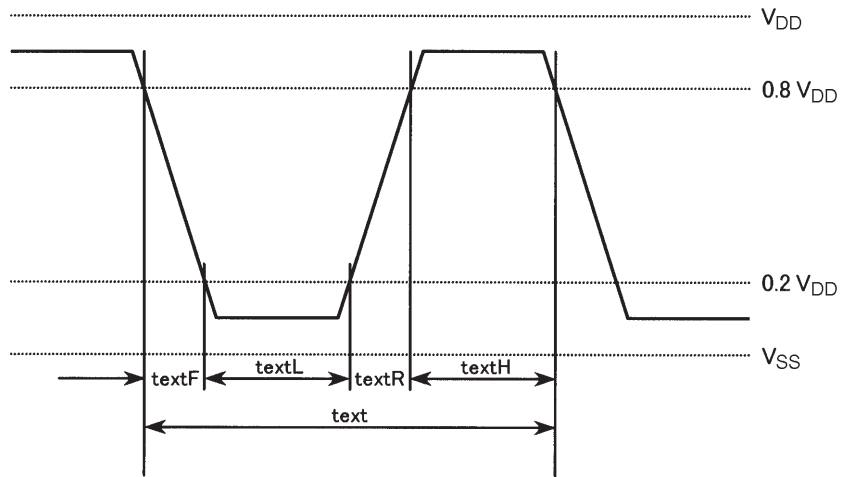 VDD
0.8 VDD
0.2 VDD
VSS
textF textL textR textH
text